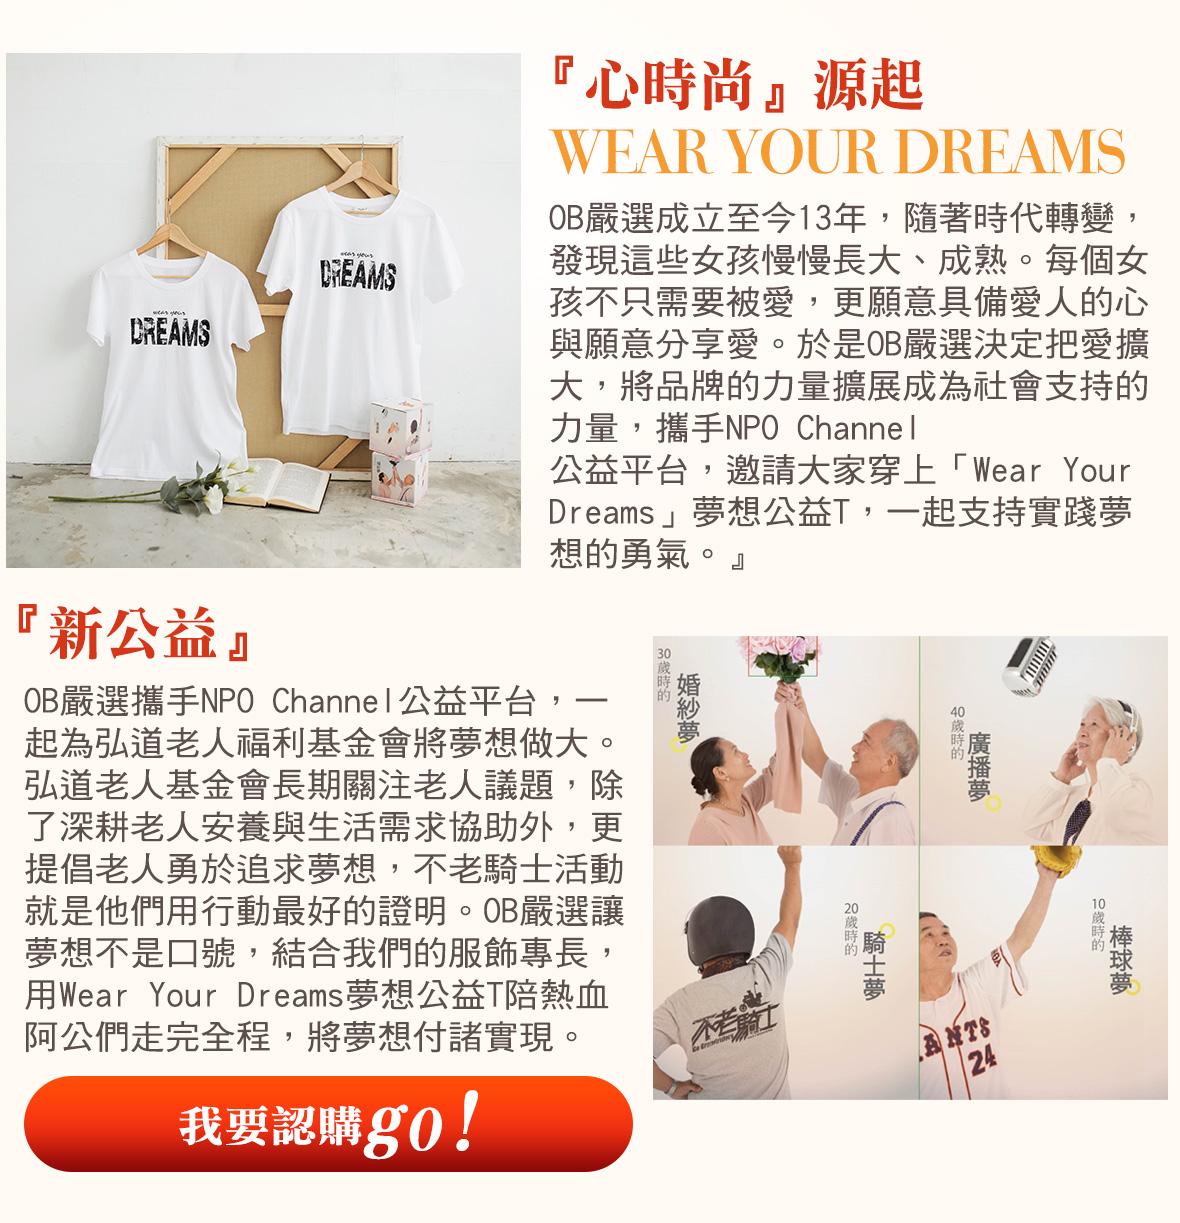 『心時尚』源起
WEAR YOUR DREAMS
OB嚴選成立至今13年，隨著時代轉變，
發現這些女孩慢慢長大、成熟。每個女
孩不只需要被愛，更願意具備愛人的心
與願意分享愛。於是OB嚴選決定把愛擴
大，將品牌的力量擴展成為社會支持的
力量，攜手NPO Channel
公益平台，邀請大家穿上「Wear Your
Dreams」夢想公益T，一起支持實踐夢
想的勇氣。』
wear your
DREAMS
wear your
DREAMS
『新公益』
OB嚴選攜手NPO Channel公益平台，一
起為弘道老人福利基金會將夢想做大。
弘道老人基金會長期關注老人議題，除
了深耕老人安養與生活需求協助外，更
提倡老人勇於追求夢想，不老騎士活動
就是他們用行動最好的證明。OB嚴選讓
夢想不是口號，結合我們的服飾專長，
用Wear Your Dreams夢想公益T陪熱血
阿公們走完全程，將夢想付諸實現。
我要認購go!
30歲時的
婚紗夢
40歲時的
廣播夢
20歲時的
騎士夢
不老騎士
10歲時的
棒球夢
ANTS
24